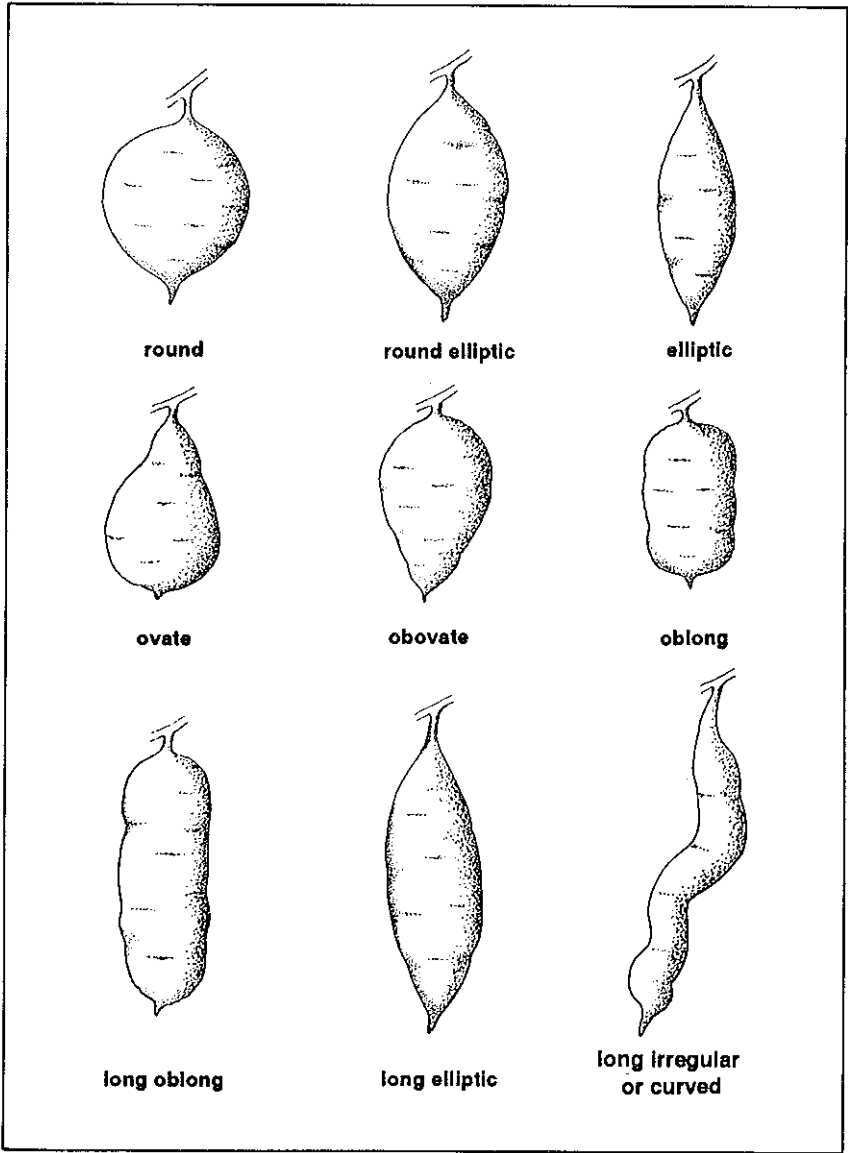 round
round elliptic
elliptic
ovate
obovate
oblong
long oblong
long elliptic
long irregular
or curved